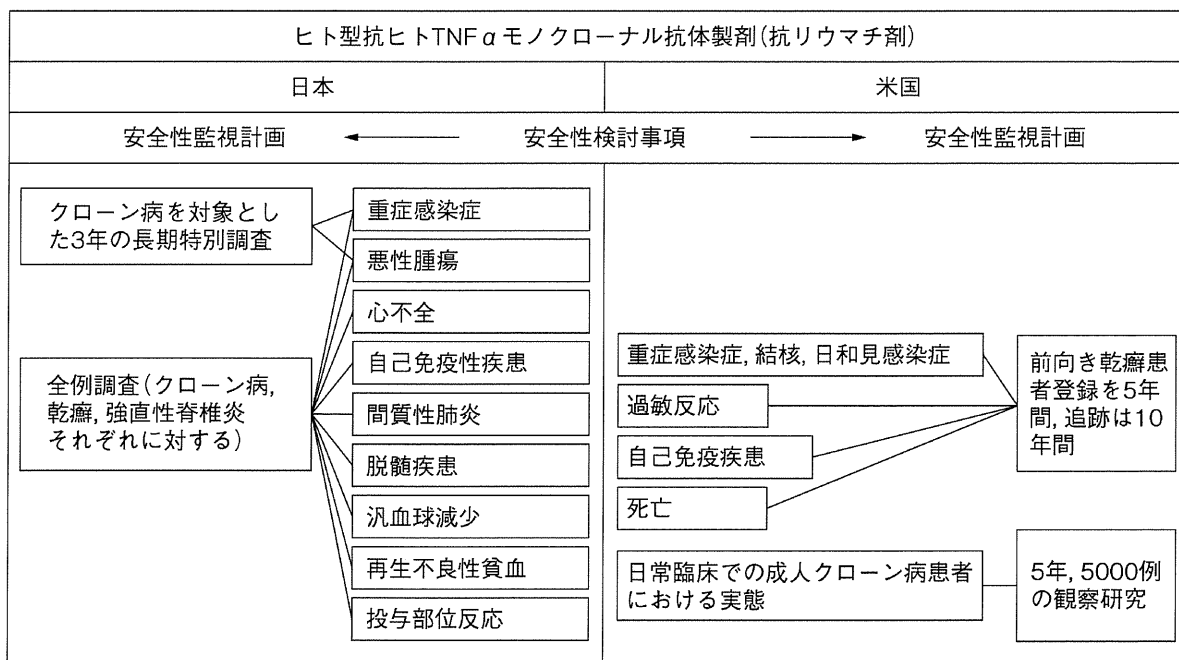 ヒト型抗ヒトTNFαモノクローナル抗体製剤(抗リウマチ剤)
日本
米国
安全性監視計画
安全性検討事項
安全性監視計画
クローン病を対象とし
た3年の長期特別調査
全例調査(クローン病,
乾癬, 強直性脊椎炎
それぞれに対する)
重症感染症
悪性腫瘍
心不全
自己免疫性疾患
間質性肺炎
脱髄疾患
汎血球減少
再生不良性貧血
投与部位反応
重症感染症, 結核, 日和見感染症
過敏反応
自己免疫疾患
死亡
前向き乾癬患
者登録を5年
間, 追跡は10
年間
日常臨床での成人クローン病患者
における実態
5年, 5000例
の観察研究